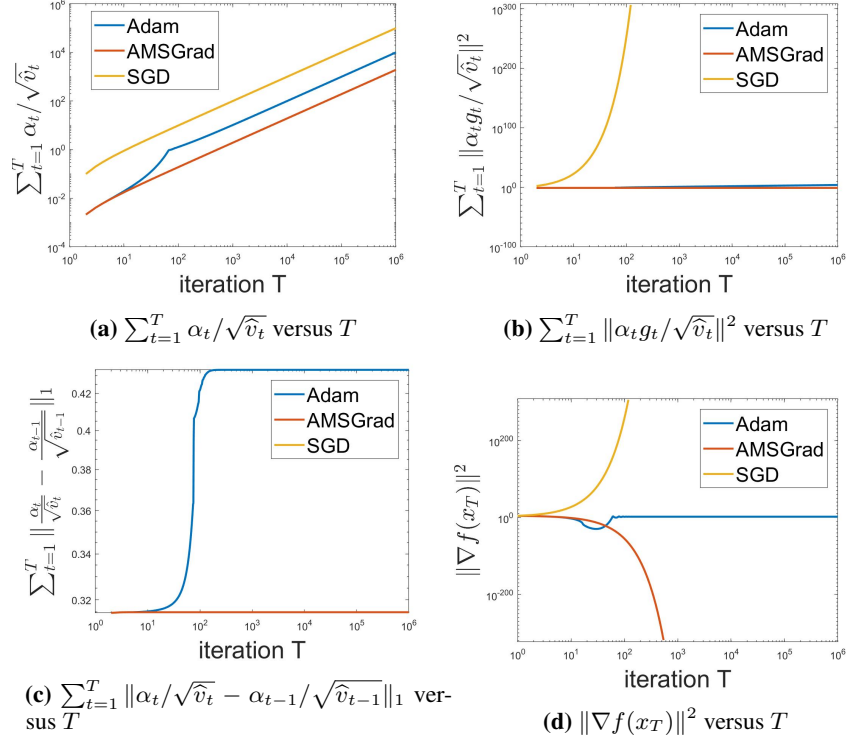 10^6
10^4
10^2
10^0
10^-2
10^-4
∑_{t=1}^T α_t/√v̂_t
Adam
AMSGrad
SGD
10^0 10^1 10^2 10^3 10^4 10^5 10^6
iteration T
(a) ∑_{t=1}^T α_t/√v̂_t versus T
10^300
10^200
10^100
10^0
10^-100
∑_{t=1}^T ‖α_t g_t/√v̂_t‖^2
Adam
AMSGrad
SGD
10^0 10^1 10^2 10^3 10^4 10^5 10^6
iteration T
(b) ∑_{t=1}^T ‖α_t g_t/√v̂_t‖^2 versus T
0.42
0.4
0.38
0.36
0.34
0.32
∑_{t=1}^T ‖α_t/√v̂_t − α_{t−1}/√v̂_{t−1}‖_1
Adam
AMSGrad
SGD
10^0 10^1 10^2 10^3 10^4 10^5 10^6
iteration T
(c) ∑_{t=1}^T ‖α_t/√v̂_t − α_{t−1}/√v̂_{t−1}‖_1 ver-
sus T
10^200
10^0
10^-200
‖∇f(x_T)‖^2
Adam
AMSGrad
SGD
10^0 10^1 10^2 10^3 10^4 10^5 10^6
iteration T
(d) ‖∇f(x_T)‖^2 versus T